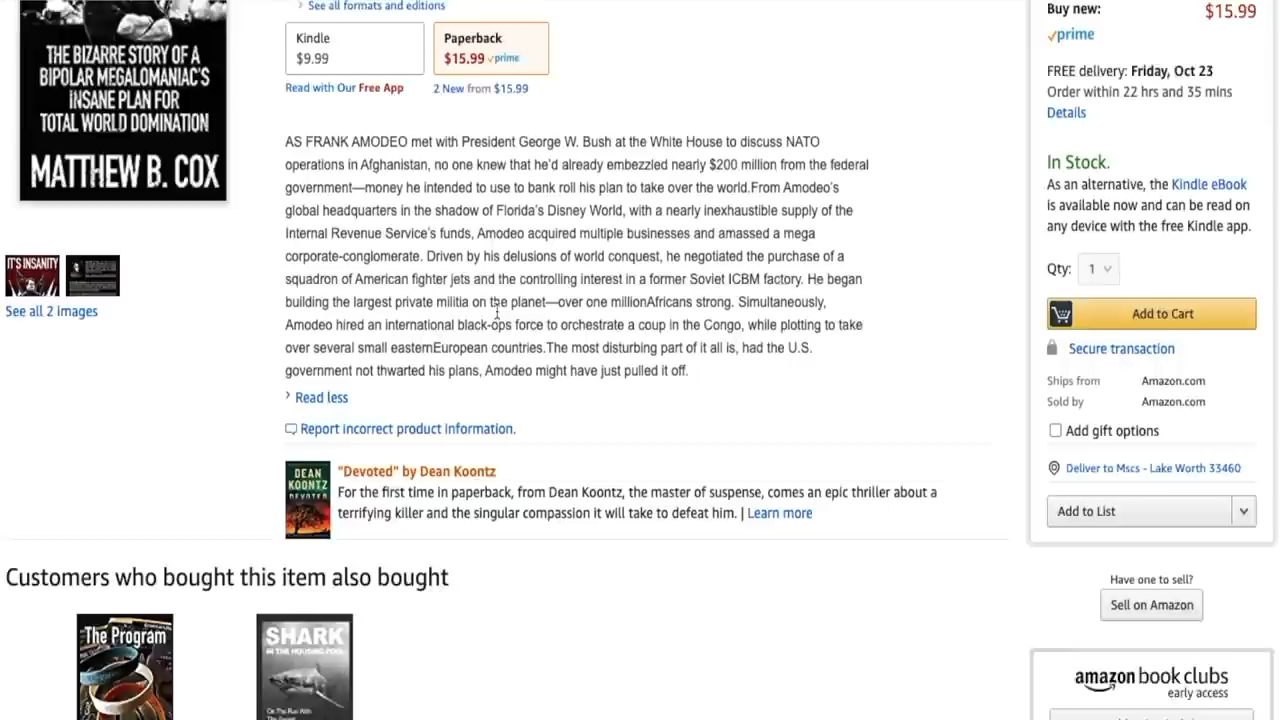 See all formats and editions
Kindle
$9.99
Paperback
$15.99 prime
Read with Our Free App
2 New from $15.99
THE BIZARRE STORY OF A
BIPOLAR MEGALOMANIAC'S
INSANE PLAN FOR
TOTAL WORLD DOMINATION
MATTHEW B. COX
IT'S INSANITY
See all 2 images
AS FRANK AMODEO met with President George W. Bush at the White House to discuss NATO
operations in Afghanistan, no one knew that he'd already embezzled nearly $200 million from the federal
government—money he intended to use to bank roll his plan to take over the world.From Amodeo's
global headquarters in the shadow of Florida's Disney World, with a nearly inexhaustible supply of the
Internal Revenue Service's funds, Amodeo acquired multiple businesses and amassed a mega
corporate-conglomerate. Driven by his delusions of world conquest, he negotiated the purchase of a
squadron of American fighter jets and the controlling interest in a former Soviet ICBM factory. He began
building the largest private militia on the planet—over one millionAfricans strong. Simultaneously,
Amodeo hired an international black-ops force to orchestrate a coup in the Congo, while plotting to take
over several small easternEuropean countries.The most disturbing part of it all is, had the U.S.
government not thwarted his plans, Amodeo might have just pulled it off.
Read less
Report incorrect product information.
DEAN
KOONTZ
DEVOTED
"Devoted" by Dean Koontz
For the first time in paperback, from Dean Koontz, the master of suspense, comes an epic thriller about a
terrifying killer and the singular compassion it will take to defeat him. | Learn more
Customers who bought this item also bought
The Program
SHARK
IN THE HOUSING POOL
On The Run With
Buy new:
$15.99
prime
FREE delivery: Friday, Oct 23
Order within 22 hrs and 35 mins
Details
In Stock.
As an alternative, the Kindle eBook
is available now and can be read on
any device with the free Kindle app.
Qty: 1
Add to Cart
Secure transaction
Ships from Amazon.com
Sold by Amazon.com
Add gift options
Deliver to Mscs - Lake Worth 33460
Add to List
Have one to sell?
Sell on Amazon
amazon book clubs
early access